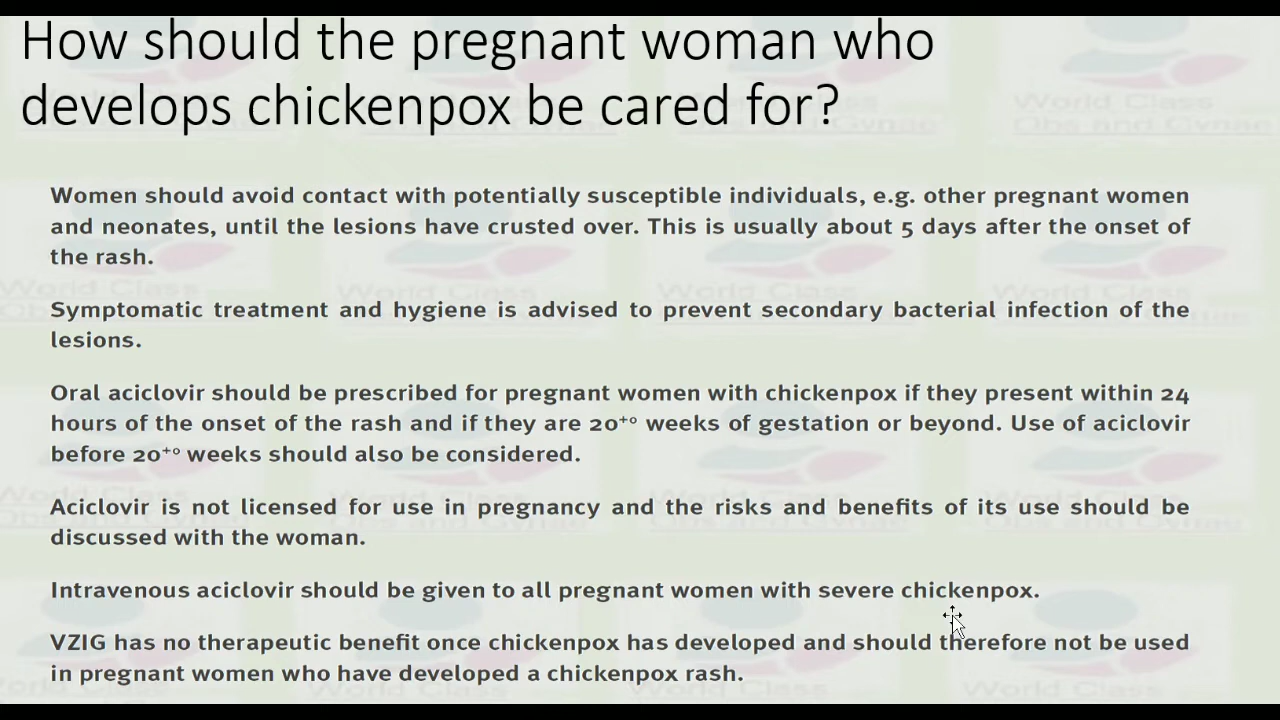 How should the pregnant woman who
develops chickenpox be cared for?
Women should avoid contact with potentially susceptible individuals, e.g. other pregnant women
and neonates, until the lesions have crusted over. This is usually about 5 days after the onset of
the rash.
Symptomatic treatment and hygiene is advised to prevent secondary bacterial infection of the
lesions.
Oral aciclovir should be prescribed for pregnant women with chickenpox if they present within 24
hours of the onset of the rash and if they are 20⁺⁰ weeks of gestation or beyond. Use of aciclovir
before 20⁺⁰ weeks should also be considered.
Aciclovir is not licensed for use in pregnancy and the risks and benefits of its use should be
discussed with the woman.
Intravenous aciclovir should be given to all pregnant women with severe chickenpox.
VZIG has no therapeutic benefit once chickenpox has developed and should therefore not be used
in pregnant women who have developed a chickenpox rash.
World Class
Obs and Gynae